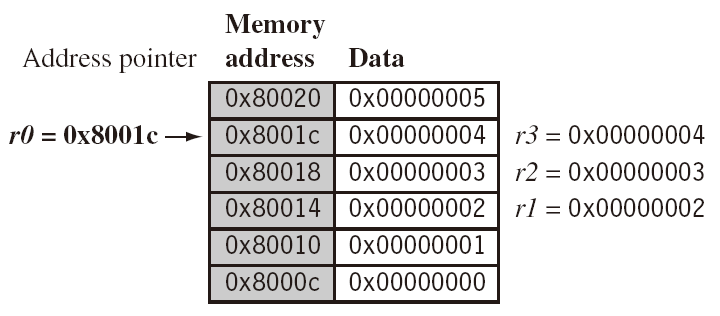 Memory
Address pointer address Data
0x80020 0x00000005
r0 = 0x8001c 0x8001c 0x00000004 r3 = 0x00000004
0x80018 0x00000003 r2 = 0x00000003
0x80014 0x00000002 r1 = 0x00000002
0x80010 0x00000001
0x8000c 0x00000000